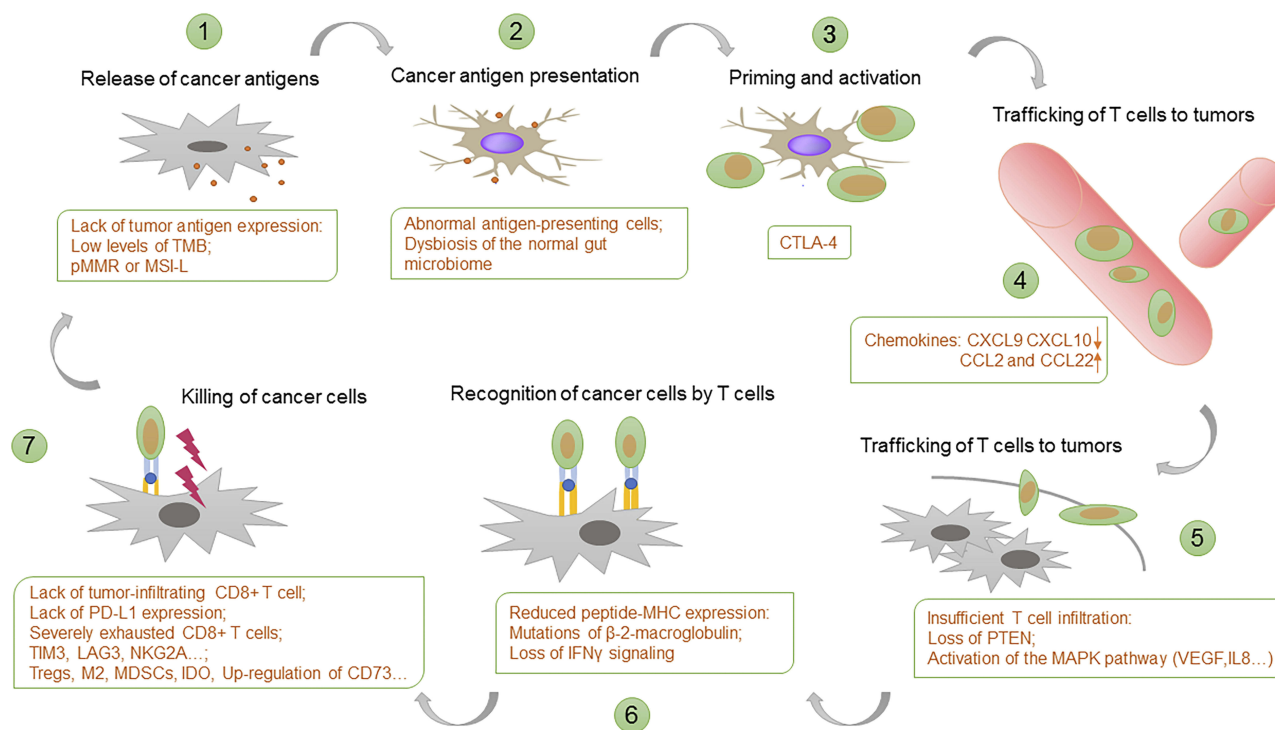 1
Release of cancer antigens
Lack of tumor antigen expression:
Low levels of TMB;
pMMR or MSI-L
2
Cancer antigen presentation
Abnormal antigen-presenting cells;
Dysbiosis of the normal gut
microbiome
3
Priming and activation
CTLA-4
Trafficking of T cells to tumors
4
Chemokines: CXCL9 CXCL10
CCL2 and CCL22
Trafficking of T cells to tumors
5
Insufficient T cell infiltration:
Loss of PTEN;
Activation of the MAPK pathway (VEGF,IL8…)
Recognition of cancer cells by T cells
Reduced peptide-MHC expression:
Mutations of β-2-macroglobulin;
Loss of IFNγ signaling
6
Killing of cancer cells
7
Lack of tumor-infiltrating CD8+ T cell;
Lack of PD-L1 expression;
Severely exhausted CD8+ T cells;
TIM3, LAG3, NKG2A…;
Tregs, M2, MDSCs, IDO, Up-regulation of CD73…